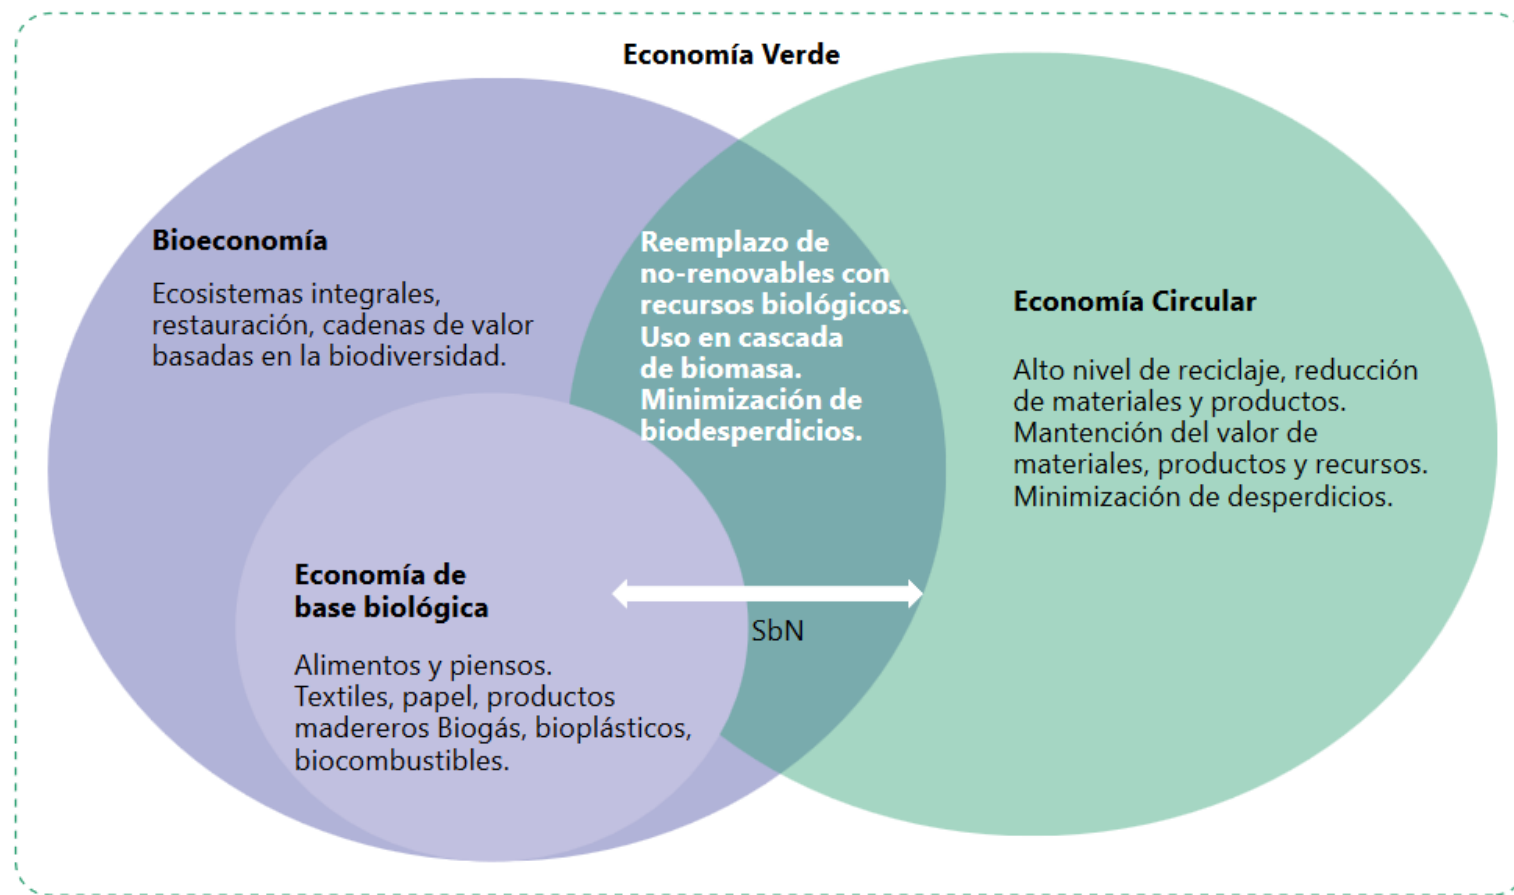 Economía Verde
Bioeconomía
Ecosistemas integrales,
restauración, cadenas de valor
basadas en la biodiversidad.
Reemplazo de
no-renovables con
recursos biológicos.
Uso en cascada
de biomasa.
Minimización de
biodesperdicios.
Economía Circular
Alto nivel de reciclaje, reducción
de materiales y productos.
Mantención del valor de
materiales, productos y recursos.
Minimización de desperdicios.
Economía de
base biológica
Alimentos y piensos.
Textiles, papel, productos
madereros Biogás, bioplásticos,
biocombustibles.
SbN